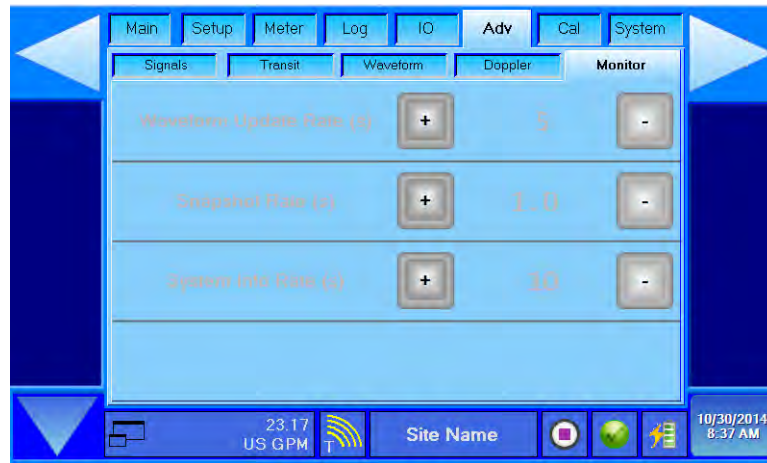 Main Setup Meter Log IO Adv Cal System
Signals Transit Waveform Doppler Monitor
Waveform Update Rate (s) + 5 -
Snapshot Rate (s) + 1.0 -
System Info Rate (s) + 10 -
23.17
US GPM
T
Site Name
10/30/2014
8:37 AM